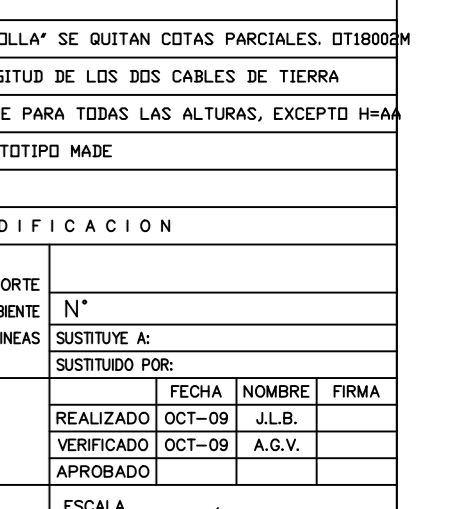 OLLA" SE QUITAN COTAS PARCIALES. OT18002M
GITUD DE LOS DOS CABLES DE TIERRA
E PARA TODAS LAS ALTURAS, EXCEPTO H=AA
TOTIPO MADE
DIFICACION
ORTE
BIENTE N°
INEAS SUSTITUYE A:
SUSTITUIDO POR:
FECHA NOMBRE FIRMA
REALIZADO OCT-09 J.L.B.
VERIFICADO OCT-09 A.G.V.
APROBADO
ESCALA